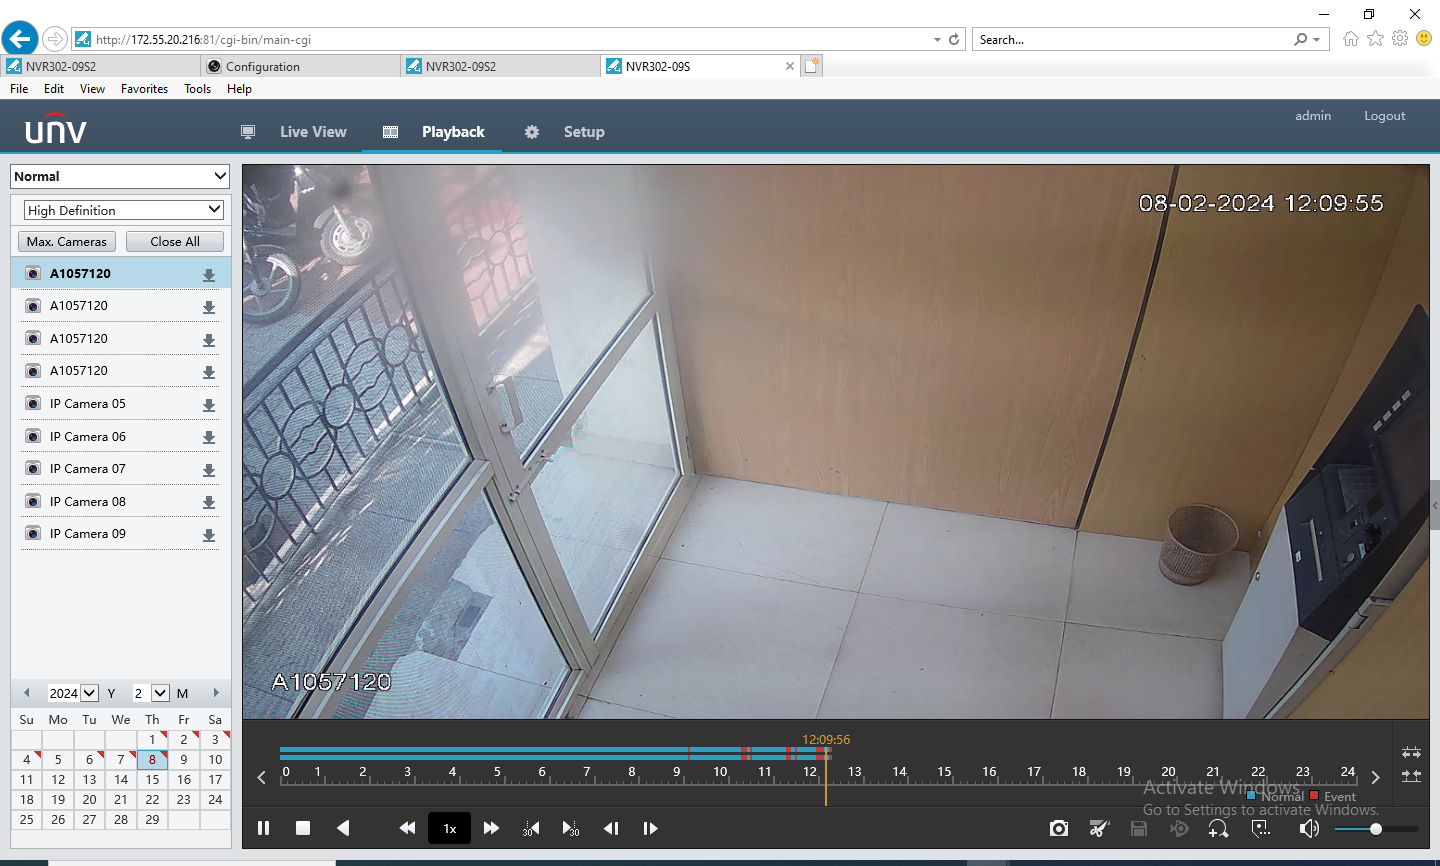 http://172.55.20.216:81/cgi-bin/main-cgi
Search...
NVR302-09S2
Configuration
NVR302-09S2
NVR302-09S
File Edit View Favorites Tools Help
unv
Live View
Playback
Setup
admin
Logout
Normal
High Definition
Max. Cameras
Close All
A1057120
A1057120
A1057120
A1057120
IP Camera 05
IP Camera 06
IP Camera 07
IP Camera 08
IP Camera 09
08-02-2024 12:09:55
A1057120
2024 Y 2 M
Su Mo Tu We Th Fr Sa
1 2 3
4 5 6 7 8 9 10
11 12 13 14 15 16 17
18 19 20 21 22 23 24
25 26 27 28 29
12:09:56
0 1 2 3 4 5 6 7 8 9 10 11 12 13 14 15 16 17 18 19 20 21 22 23 24
Normal Event
Activate Windows
Go to Settings to activate Windows.
1x
30
30